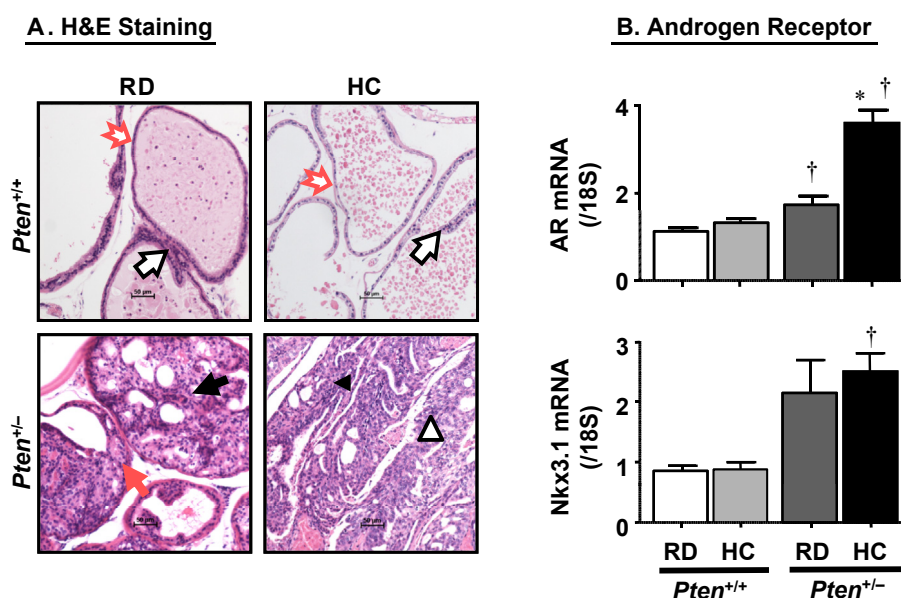 A. H&E Staining
RD HC
Pten+/+
50 µm
50 µm
Pten+/–
50 µm
50 µm
B. Androgen Receptor
AR mRNA
(/18S)
4
2
0
†
* †
Nkx3.1 mRNA
(/18S)
3
2
1
0
†
RD HC RD HC
Pten+/+ Pten+/–